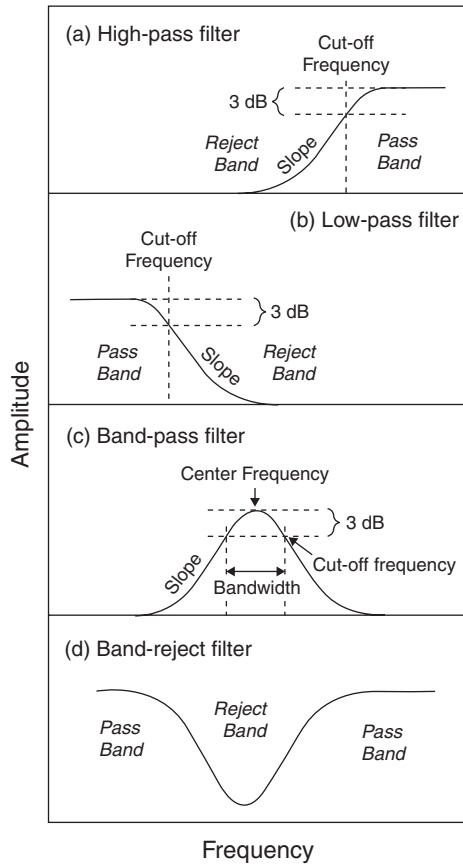 (a) High-pass filter
Cut-off
Frequency
3 dB
Reject
Band
Slope
Pass
Band
(b) Low-pass filter
Cut-off
Frequency
3 dB
Pass
Band
Slope
Reject
Band
(c) Band-pass filter
Center Frequency
3 dB
Cut-off frequency
Slope
Bandwidth
(d) Band-reject filter
Pass
Band
Reject
Band
Pass
Band
Amplitude
Frequency